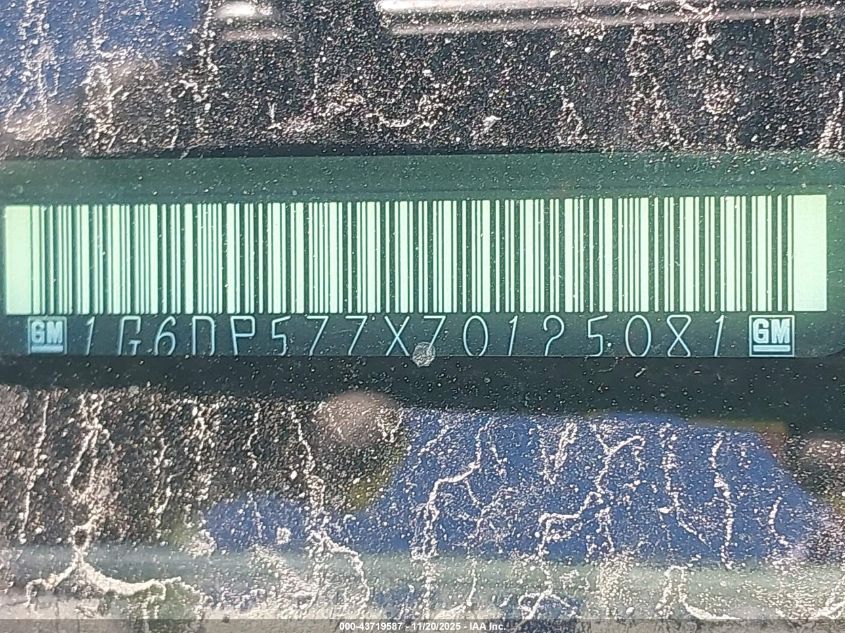 GM 1G6DP577X70125081 GM
000-43719587 - 11/20/2025 - IAA Inc.